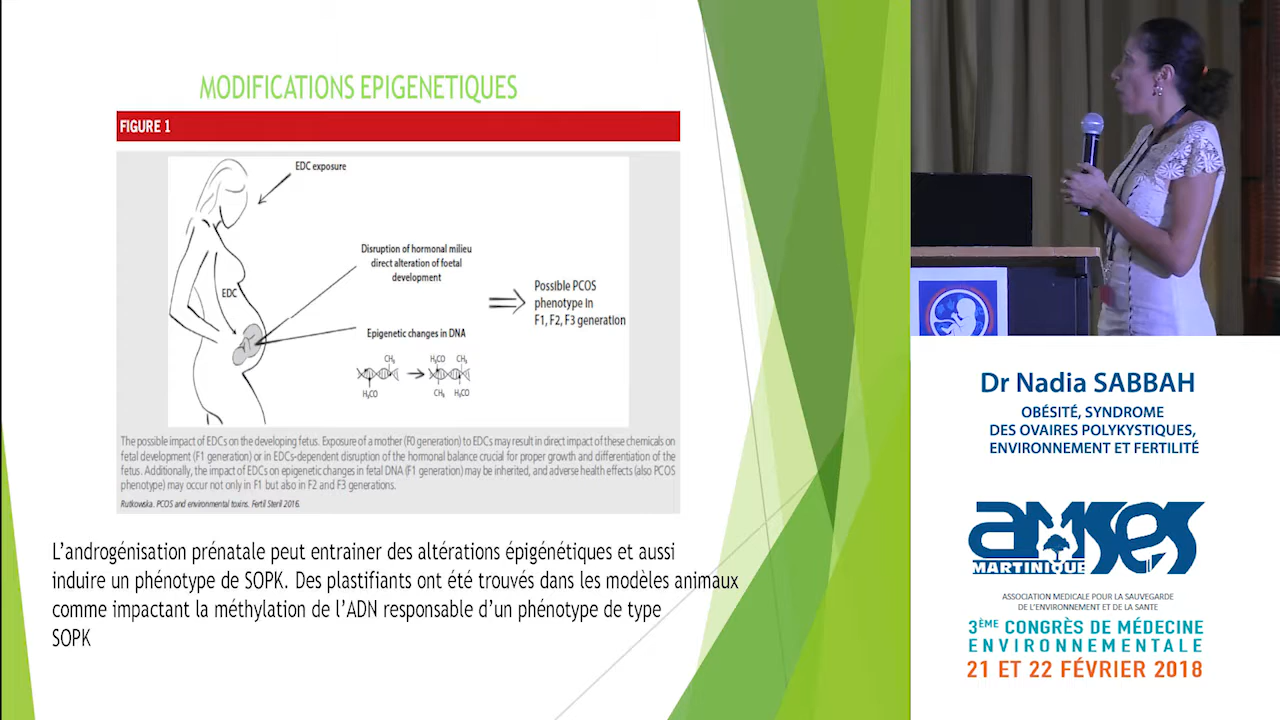 MODIFICATIONS EPIGENETIQUES
FIGURE 1
EDC exposure
Disruption of hormonal milieu
direct alteration of foetal
development
EDC
Possible PCOS
phenotype in
F1, F2, F3 generation
Epigenetic changes in DNA
CH₃
H₃CO
H₃CO
CH₃
CH₃
H₃CO
The possible impact of EDCs on the developing fetus. Exposure of a mother (F0 generation) to EDCs may result in direct impact of these chemicals on
fetal development (F1 generation) or in EDCs-dependent disruption of the hormonal balance crucial for proper growth and differentiation of the
fetus. Additionally, the impact of EDCs on epigenetic changes in fetal DNA (F1 generation) may be inherited, and adverse health effects (also PCOS
phenotype) may occur not only in F1 but also in F2 and F3 generations.
Rutkowska. PCOS and environmental toxins. Fertil Steril 2016.
L'androgénisation prénatale peut entrainer des altérations épigénétiques et aussi
induire un phénotype de SOPK. Des plastifiants ont été trouvés dans les modèles animaux
comme impactant la méthylation de l'ADN responsable d'un phénotype de type
SOPK
Dr Nadia SABBAH
OBÉSITÉ, SYNDROME
DES OVAIRES POLYKYSTIQUES,
ENVIRONNEMENT ET FERTILITÉ
AMSES
MARTINIQUE
ASSOCIATION MEDICALE POUR LA SAUVEGARDE
DE L'ENVIRONNEMENT ET DE LA SANTE
3ÈME CONGRÈS DE MÉDECINE
ENVIRONNEMENTALE
21 ET 22 FÉVRIER 2018